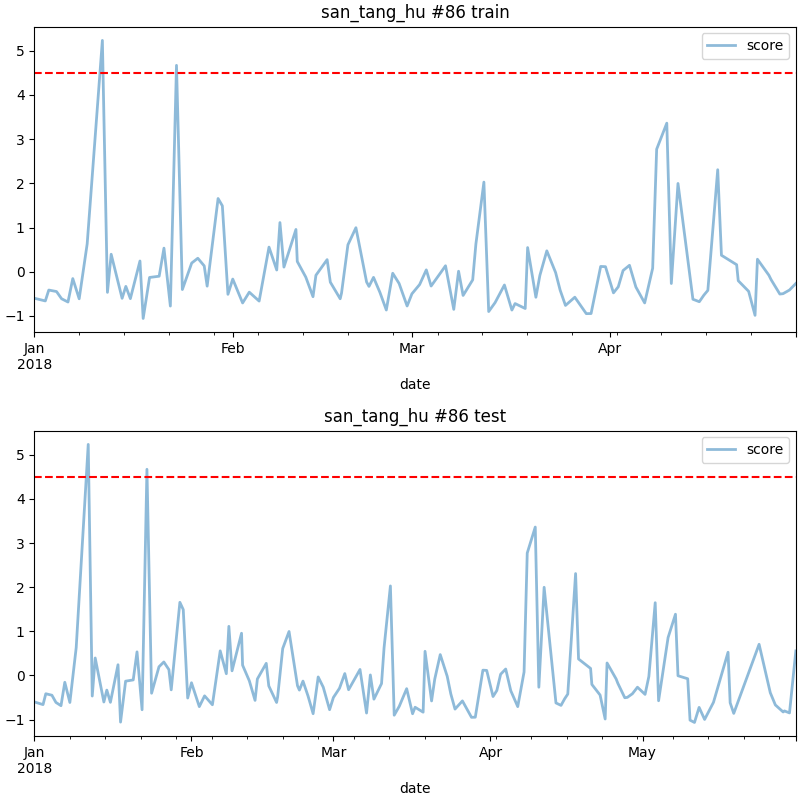 san_tang_hu #86 train
score
5
4
3
2
1
0
−1
Jan
2018
Feb
Mar
Apr
date
san_tang_hu #86 test
score
5
4
3
2
1
0
−1
Jan
2018
Feb
Mar
Apr
May
date